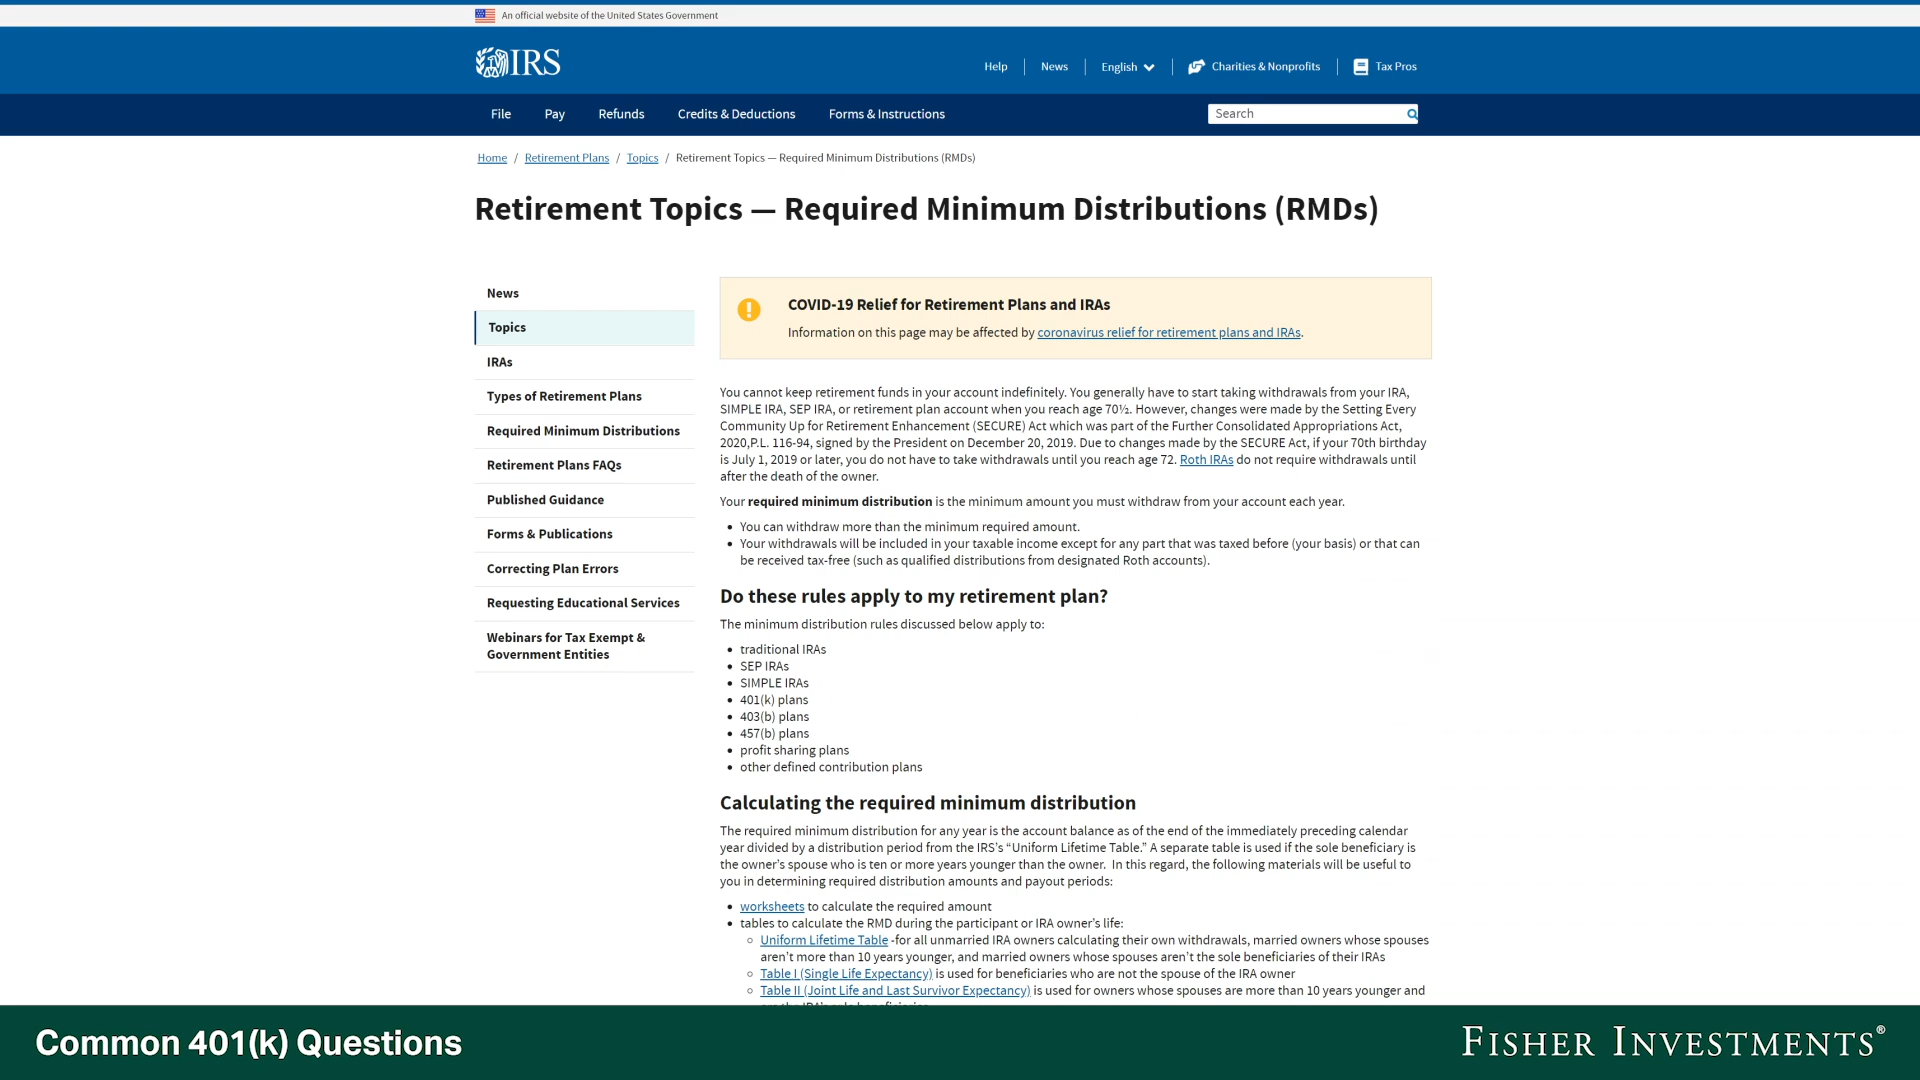 An official website of the United States Government
IRS
Help
News
English
Charities & Nonprofits
Tax Pros
File
Pay
Refunds
Credits & Deductions
Forms & Instructions
Search
Home / Retirement Plans / Topics / Retirement Topics — Required Minimum Distributions (RMDs)
Retirement Topics — Required Minimum Distributions (RMDs)
News
Topics
IRAs
Types of Retirement Plans
Required Minimum Distributions
Retirement Plans FAQs
Published Guidance
Forms & Publications
Correcting Plan Errors
Requesting Educational Services
Webinars for Tax Exempt &
Government Entities
COVID-19 Relief for Retirement Plans and IRAs
Information on this page may be affected by coronavirus relief for retirement plans and IRAs.
You cannot keep retirement funds in your account indefinitely. You generally have to start taking withdrawals from your IRA,
SIMPLE IRA, SEP IRA, or retirement plan account when you reach age 70½. However, changes were made by the Setting Every
Community Up for Retirement Enhancement (SECURE) Act which was part of the Further Consolidated Appropriations Act,
2020,P.L. 116-94, signed by the President on December 20, 2019. Due to changes made by the SECURE Act, if your 70th birthday
is July 1, 2019 or later, you do not have to take withdrawals until you reach age 72. Roth IRAs do not require withdrawals until
after the death of the owner.
Your required minimum distribution is the minimum amount you must withdraw from your account each year.
• You can withdraw more than the minimum required amount.
• Your withdrawals will be included in your taxable income except for any part that was taxed before (your basis) or that can
be received tax-free (such as qualified distributions from designated Roth accounts).
Do these rules apply to my retirement plan?
The minimum distribution rules discussed below apply to:
• traditional IRAs
• SEP IRAs
• SIMPLE IRAs
• 401(k) plans
• 403(b) plans
• 457(b) plans
• profit sharing plans
• other defined contribution plans
Calculating the required minimum distribution
The required minimum distribution for any year is the account balance as of the end of the immediately preceding calendar
year divided by a distribution period from the IRS's “Uniform Lifetime Table.” A separate table is used if the sole beneficiary is
the owner's spouse who is ten or more years younger than the owner. In this regard, the following materials will be useful to
you in determining required distribution amounts and payout periods:
• worksheets to calculate the required amount
• tables to calculate the RMD during the participant or IRA owner's life:
○ Uniform Lifetime Table -for all unmarried IRA owners calculating their own withdrawals, married owners whose spouses
aren't more than 10 years younger, and married owners whose spouses aren't the sole beneficiaries of their IRAs
○ Table I (Single Life Expectancy) is used for beneficiaries who are not the spouse of the IRA owner
○ Table II (Joint Life and Last Survivor Expectancy) is used for owners whose spouses are more than 10 years younger and
Common 401(k) Questions
FISHER INVESTMENTS®